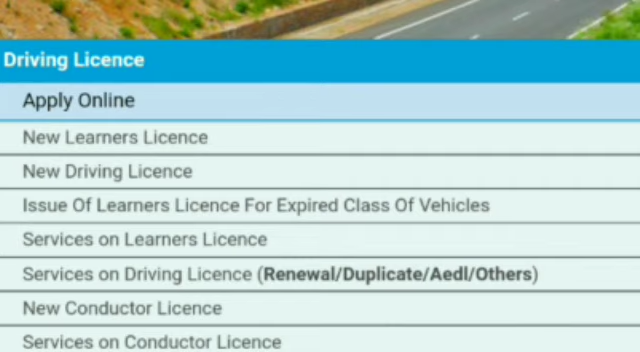 Driving Licence
Apply Online
New Learners Licence
New Driving Licence
Issue Of Learners Licence For Expired Class Of Vehicles
Services on Learners Licence
Services on Driving Licence (Renewal/Duplicate/Aedl/Others)
New Conductor Licence
Services on Conductor Licence